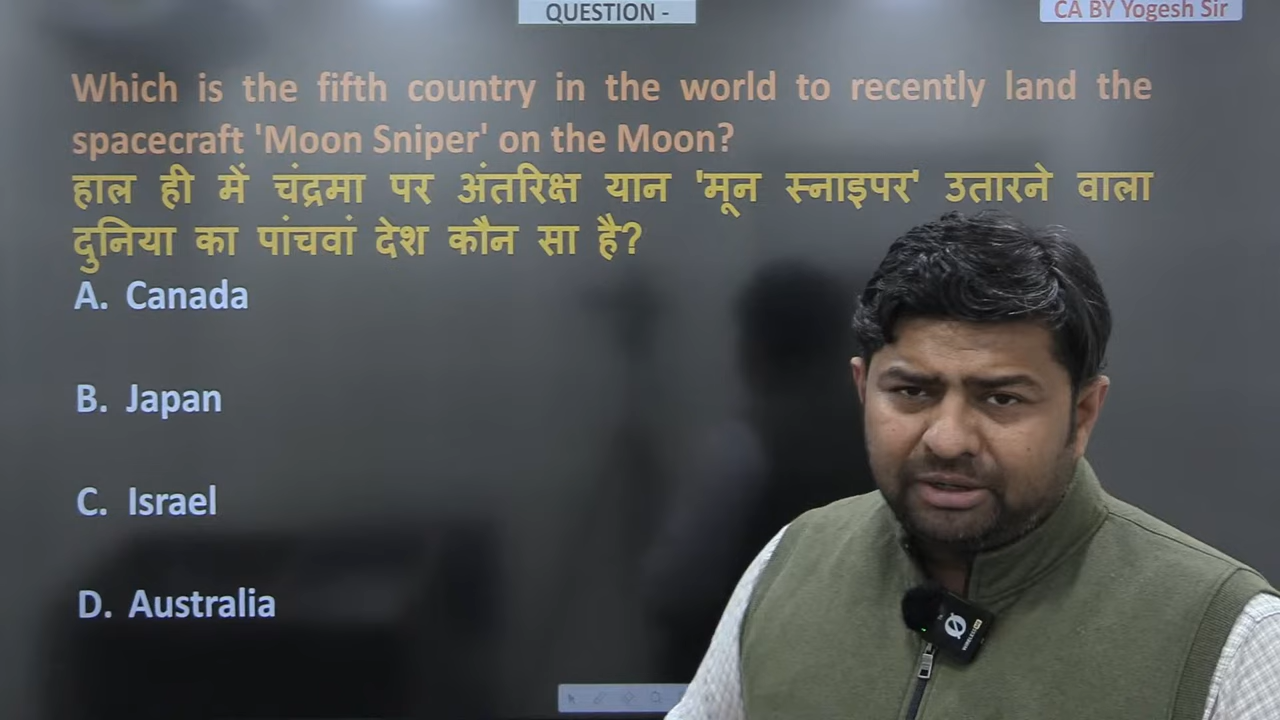 QUESTION -
CA BY Yogesh Sir
Which is the fifth country in the world to recently land the
spacecraft 'Moon Sniper' on the Moon?
हाल ही में चंद्रमा पर अंतरिक्ष यान 'मून स्नाइपर' उतारने वाला
दुनिया का पांचवां देश कौन सा है?
A. Canada
B. Japan
C. Israel
D. Australia